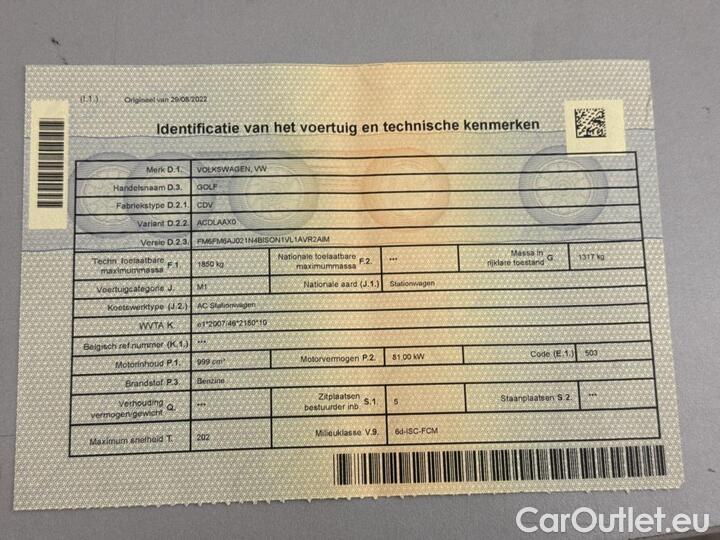 (I.1.) Origineel van 29/08/2022
Identificatie van het voertuig en technische kenmerken
Merk D.1. VOLKSWAGEN, VW
Handelsnaam D.3. GOLF
Fabriekstype D.2.1 CDV
Variant D.2.2 ACDLAAX0
Versie D.2.3. FM6FM6AJ021N4BISON1VL1AVR2AIM
Techn. toelaatbare maximummassa F.1. 1850 kg Nationale toelaatbare maximummassa F.2. *** Massa in rijklare toestand G. 1317 kg
Voertuigcategorie J. M1 Nationale aard (J.1.) Stationwagen
Koetswerktype (J.2.) AC Stationwagen
WVTA K. e1*2007/46*2180*10
Belgisch ref.nummer (K.1.) ***
Motorinhoud P.1. 999 cm³ Motorvermogen P.2. 81,00 kW Code (E.1.) 503
Brandstof P.3. Benzine
Verhouding vermogen/gewicht Q. *** Zitplaatsen bestuurder inb. S.1. 5 Staanplaatsen S.2. ***
Maximum snelheid T. 202 Milieuklasse V.9. 6d-ISC-FCM
CarOutlet.eu